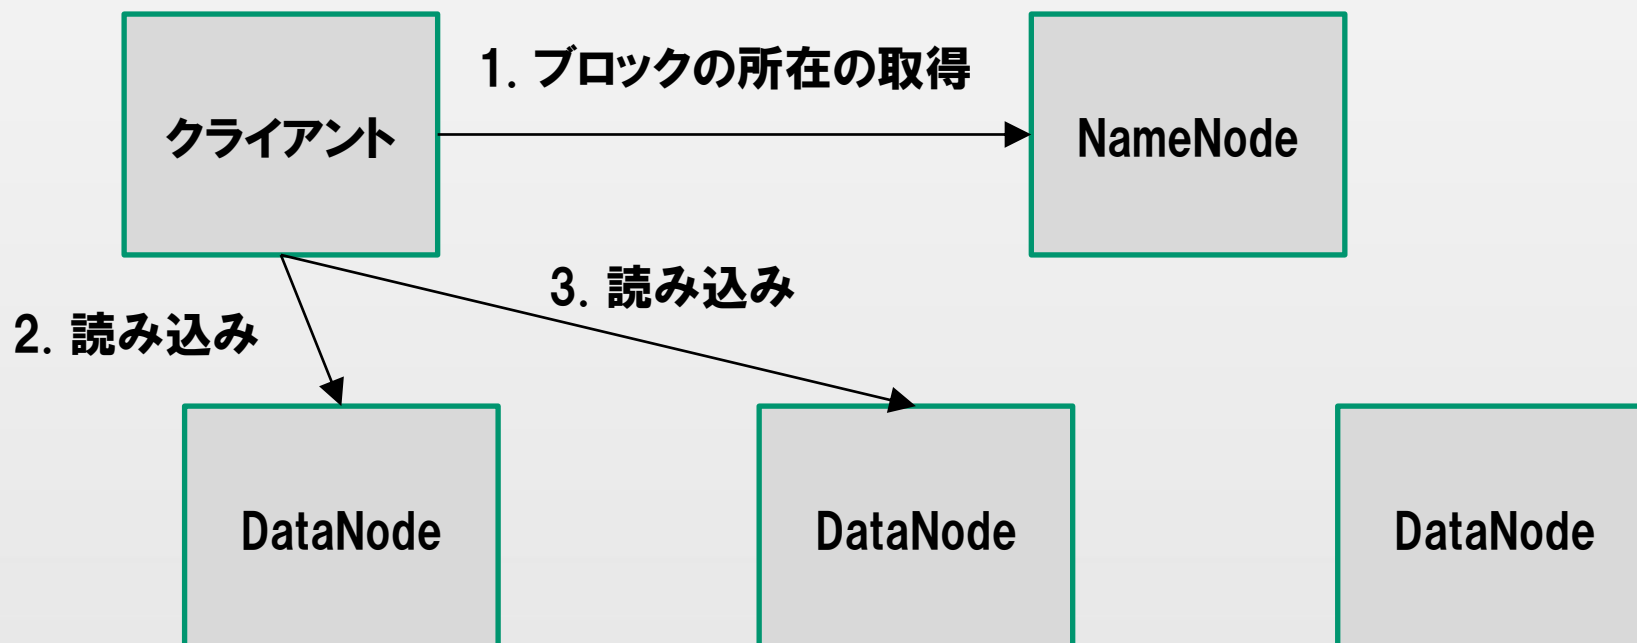 1. ブロックの所在の取得
クライアント
NameNode
3. 読み込み
2. 読み込み
DataNode
DataNode
DataNode